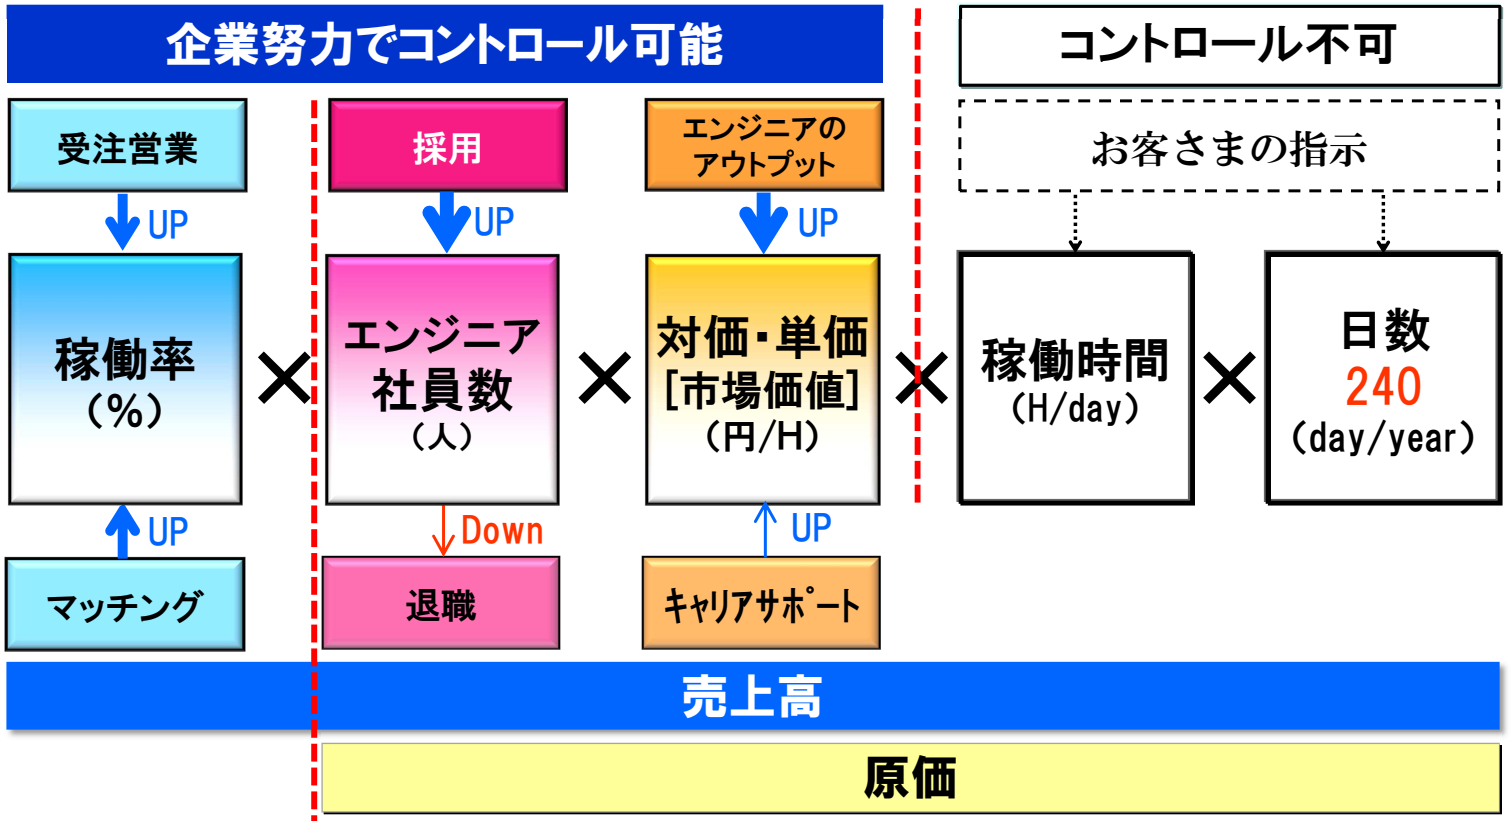 企業努力でコントロール可能
コントロール不可
受注営業
採用
エンジニアの
アウトプット
お客さまの指示
UP
UP
UP
稼働率
（%）
×
エンジニア
社員数
（人）
×
対価・単価
[市場価値]
（円/H）
×
稼働時間
（H/day）
×
日数
240
（day/year）
UP
Down
UP
マッチング
退職
キャリアサポート
売上高
原価